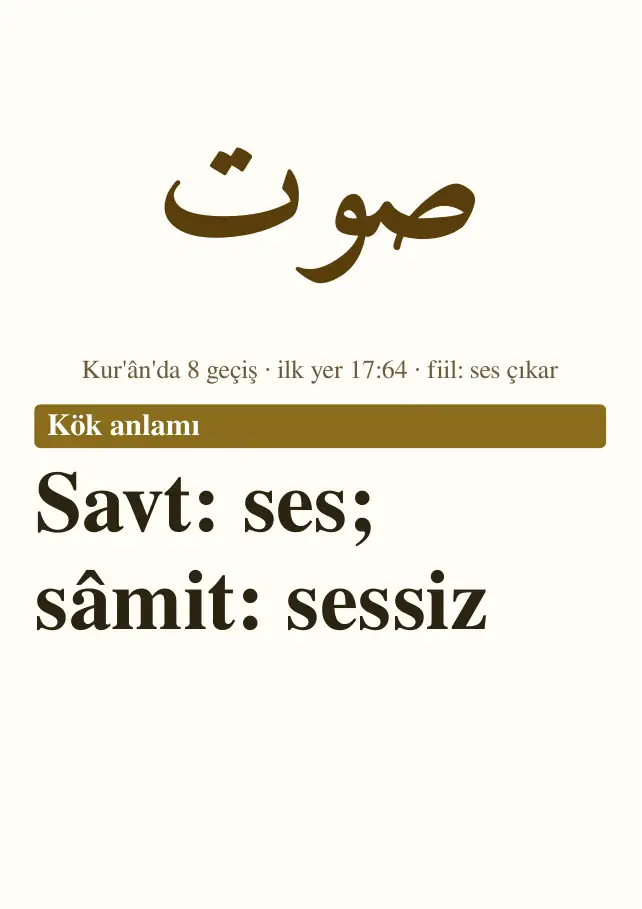 صوت
Kur'ân'da 8 geçiş · ilk yer 17:64 · fiil: ses çıkar
Kök anlamı
Savt: ses;
sâmit: sessiz